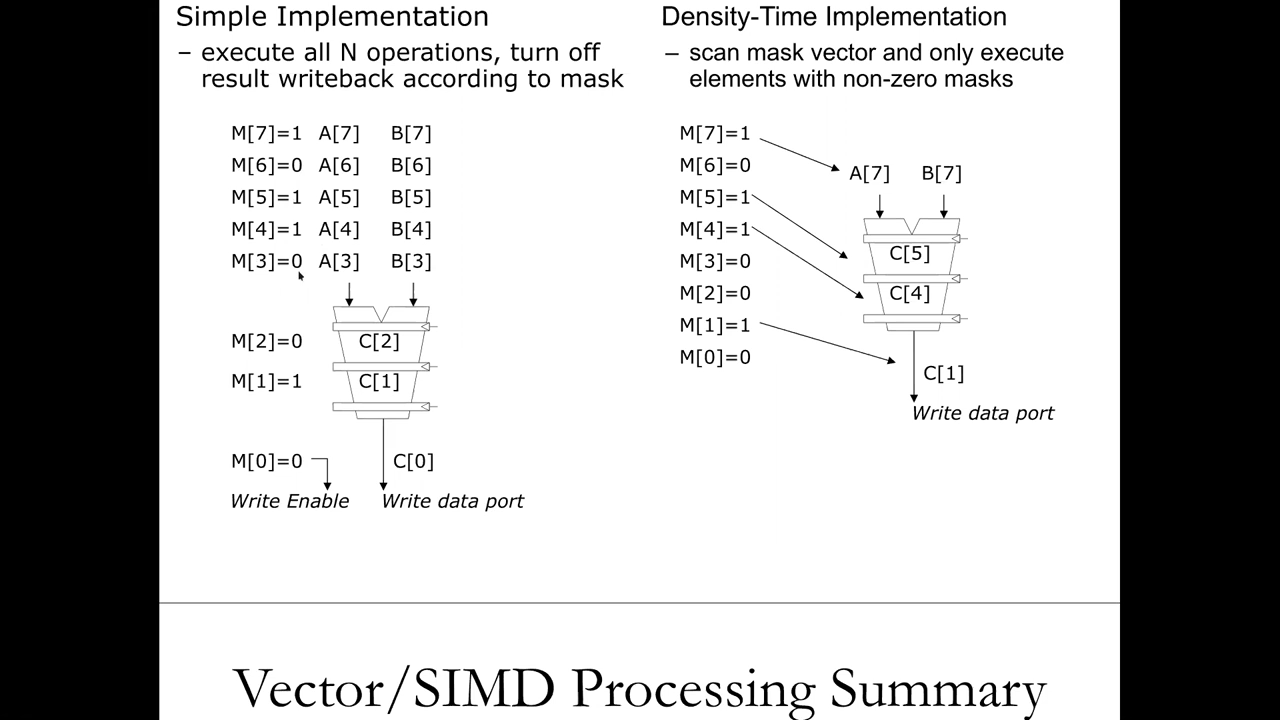 Simple Implementation
– execute all N operations, turn off
result writeback according to mask
M[7]=1 A[7] B[7]
M[6]=0 A[6] B[6]
M[5]=1 A[5] B[5]
M[4]=1 A[4] B[4]
M[3]=0 A[3] B[3]
M[2]=0 C[2]
M[1]=1 C[1]
M[0]=0 C[0]
Write Enable Write data port
Density-Time Implementation
– scan mask vector and only execute
elements with non-zero masks
M[7]=1
M[6]=0 A[7] B[7]
M[5]=1
M[4]=1 C[5]
M[3]=0
M[2]=0 C[4]
M[1]=1
M[0]=0 C[1]
Write data port
Vector/SIMD Processing Summary